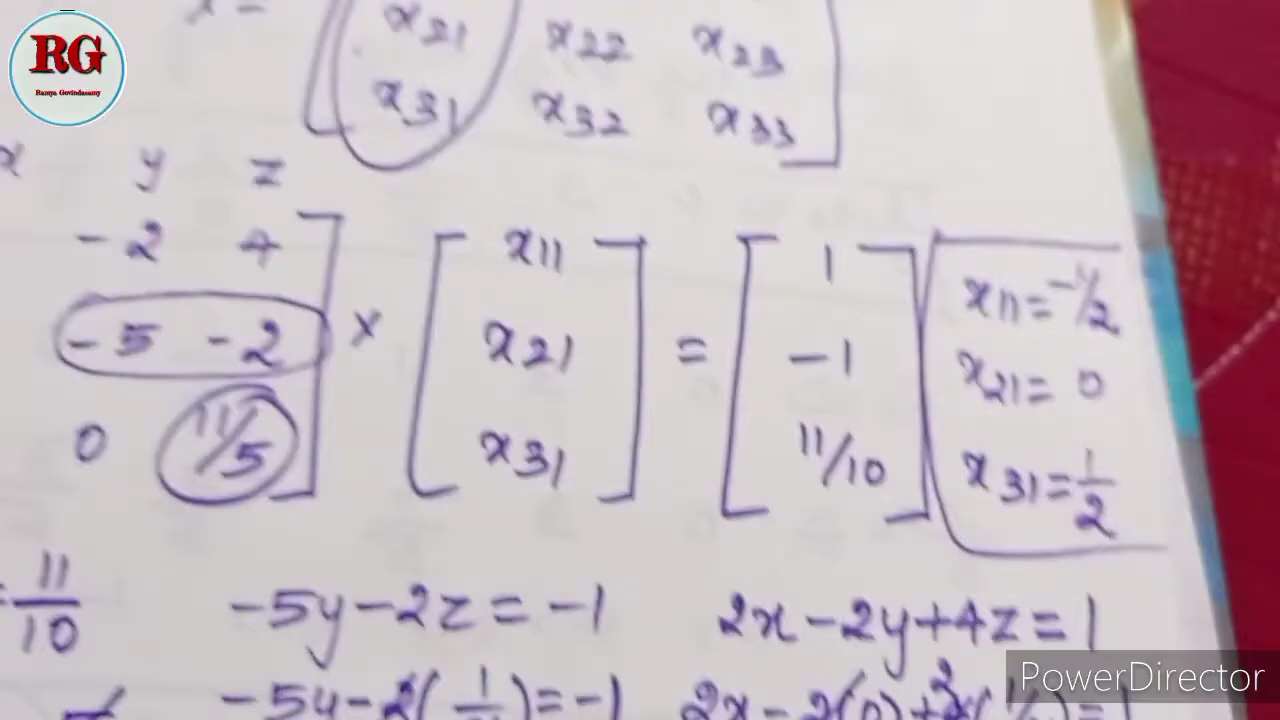 RG
Ramya Govindasamy
x21 x22 x23
x31 x32 x33
x y z
-2 4
-5 -2
0 11/5
×
x11
x21
x31
=
1
-1
11/10
x11 = -1/2
x21 = 0
x31 = 1/2
= 11/10
-5y - 2z = -1
2x - 2y + 4z = 1
PowerDirector